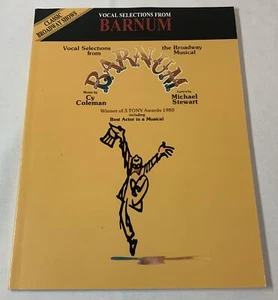 CLASSIC
BROADWAY SHOWS
VOCAL SELECTIONS FROM
BARNUM
Vocal Selections
from
the Broadway
Musical
BARNUM
Music by
Cy
Coleman
Lyrics by
Michael
Stewart
Winner of 3 TONY Awards 1980
including
Best Actor in a Musical